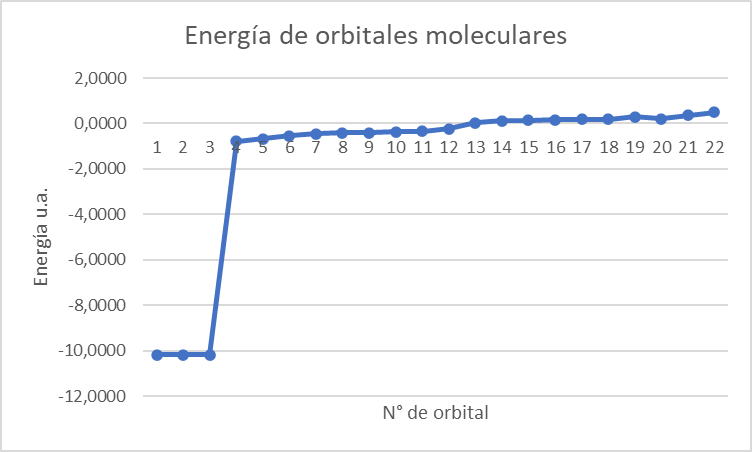 Energía de orbitales moleculares
2,0000
0,0000
-2,0000
-4,0000
-6,0000
-8,0000
-10,0000
-12,0000
1 2 3 4 5 6 7 8 9 10 11 12 13 14 15 16 17 18 19 20 21 22
Energía u.a.
N° de orbital